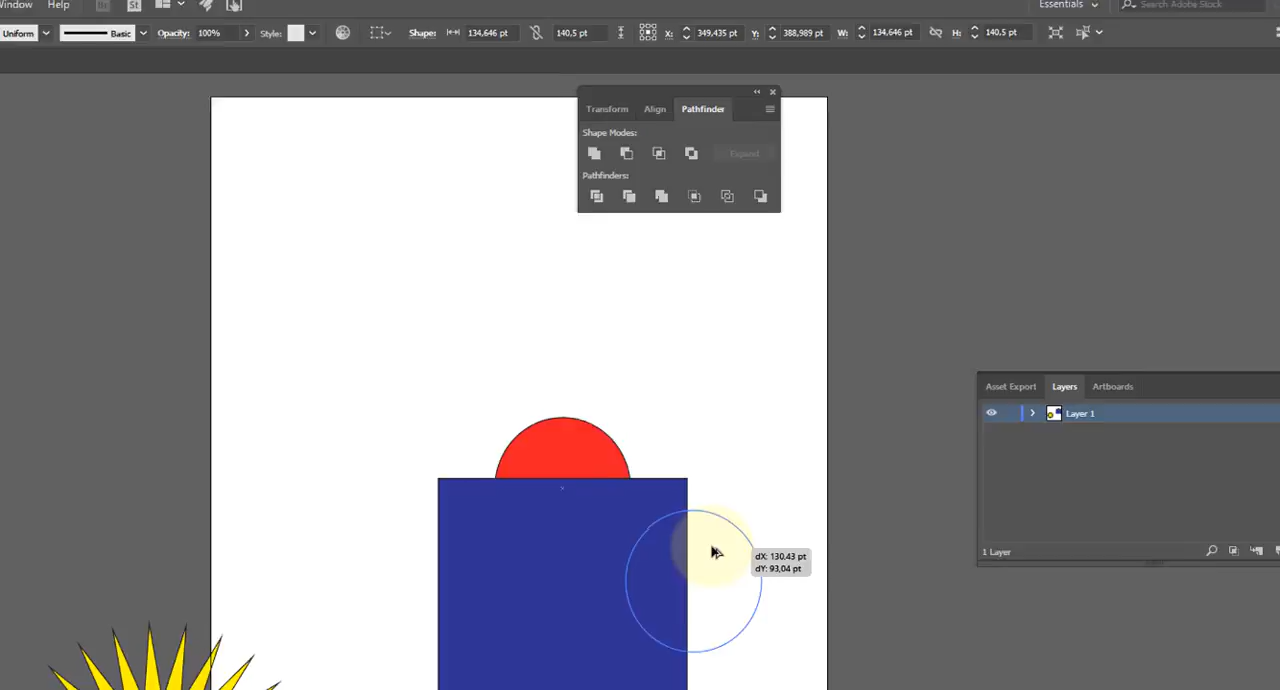 Window Help Br St Essentials Search Adobe Stock
Uniform Basic Opacity: 100% Style: Shape: 134,646 pt 140,5 pt X: 349,435 pt Y: 388,989 pt W: 134,646 pt H: 140,5 pt
Transform Align Pathfinder
Shape Modes:
Expand
Pathfinders:
Asset Export Layers Artboards
Layer 1
dX: 130,43 pt
dY: 93,04 pt
1 Layer